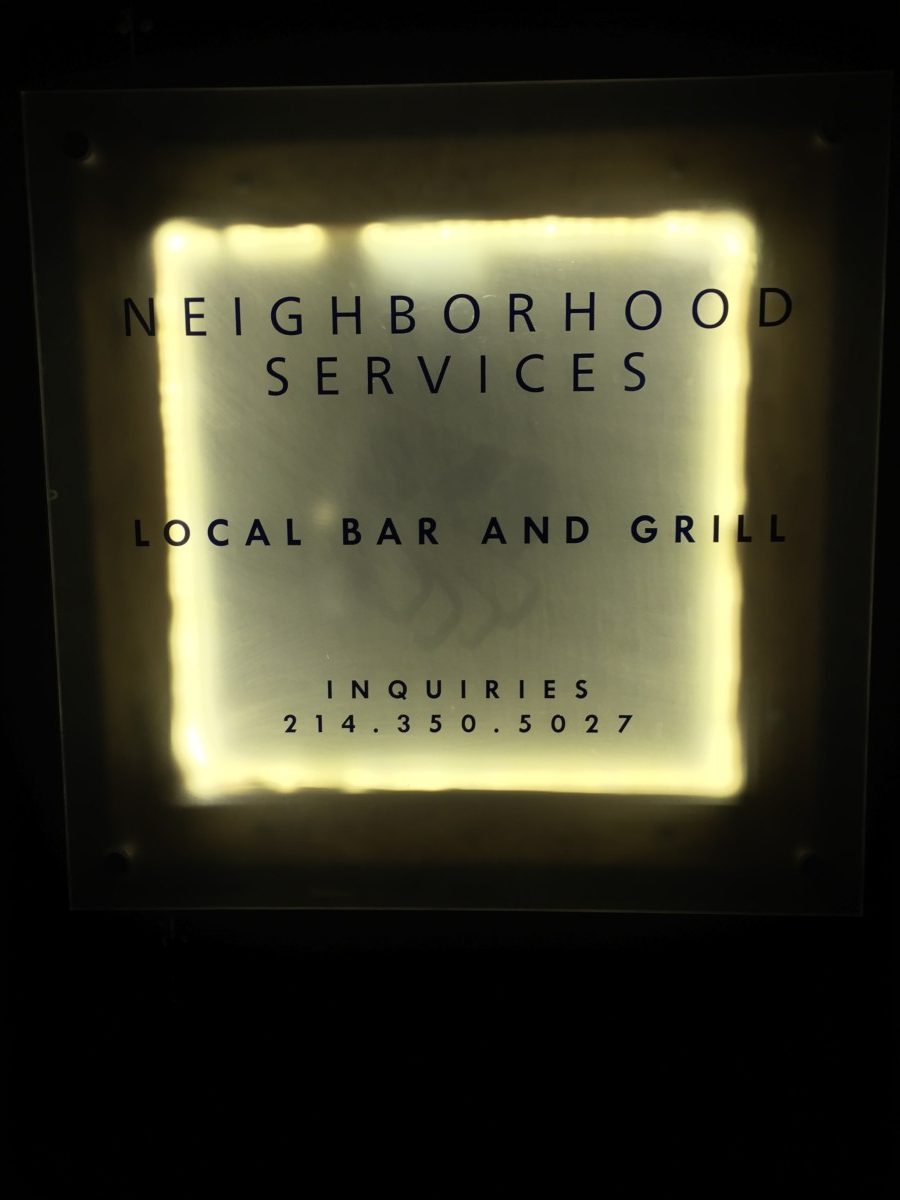 NEIGHBORHOOD
SERVICES
LOCAL BAR AND GRILL
INQUIRIES
214.350.5027